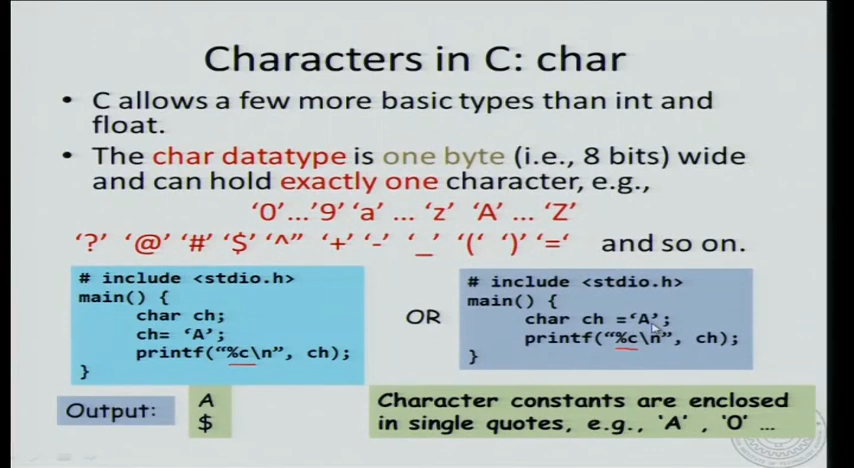 Characters in C: char
• C allows a few more basic types than int and
float.
• The char datatype is one byte (i.e., 8 bits) wide
and can hold exactly one character, e.g.,
‘0’...’9’ ‘a’ ... ‘z’ ‘A’ ... ‘Z’
‘?’ ‘@’ ‘#’ ‘$’ ‘^” ‘+’ ‘-’ ‘_’ ‘(‘ ‘)’ ‘=‘ and so on.
# include <stdio.h>
main() {
char ch;
ch= ‘A’;
printf(“%c\n”, ch);
}
OR
# include <stdio.h>
main() {
char ch =‘A’;
printf(“%c\n”, ch);
}
Output:
A
$
Character constants are enclosed
in single quotes, e.g., ‘A’ , ‘0’ ...